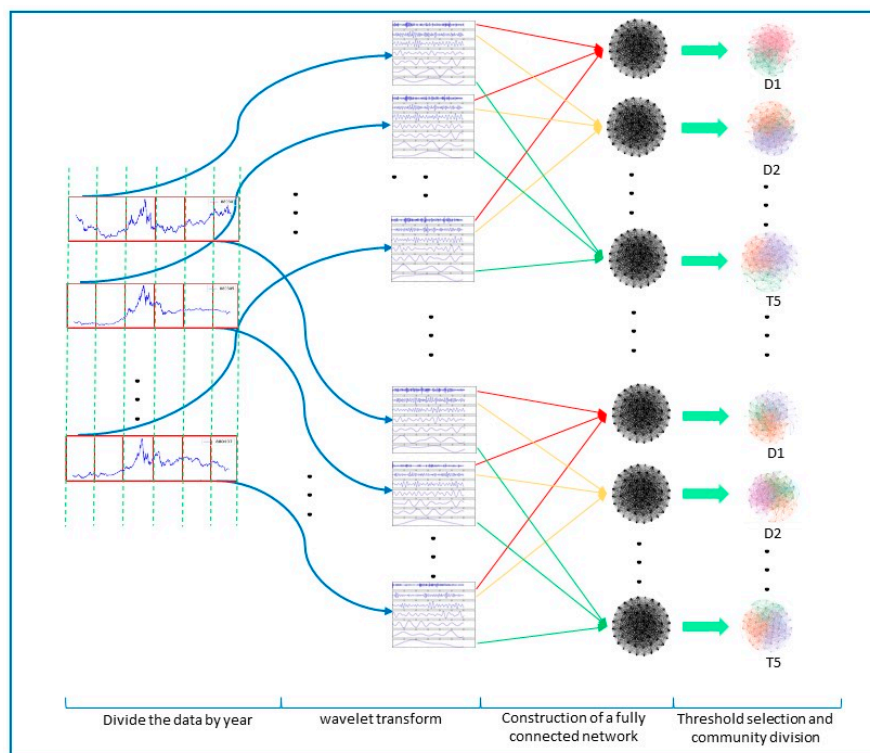 D1
D2
T5
D1
D2
T5
Divide the data by year
wavelet transform
Construction of a fully
connected network
Threshold selection and
community division